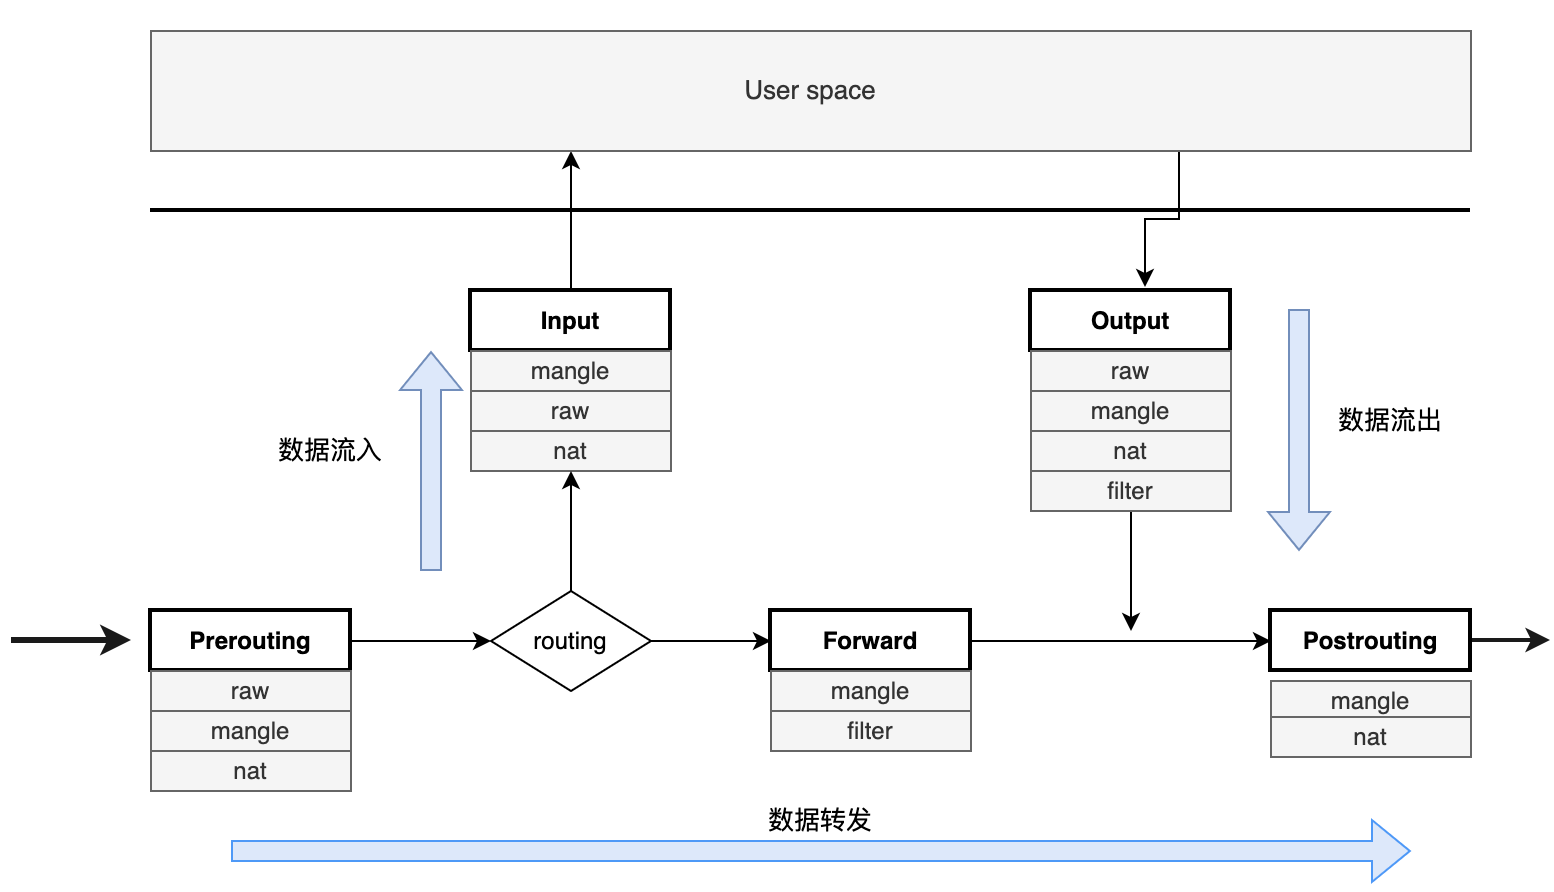 User space
Input
mangle
raw
nat
数据流入
Output
raw
mangle
nat
filter
数据流出
Prerouting
raw
mangle
nat
routing
Forward
mangle
filter
Postrouting
mangle
nat
数据转发